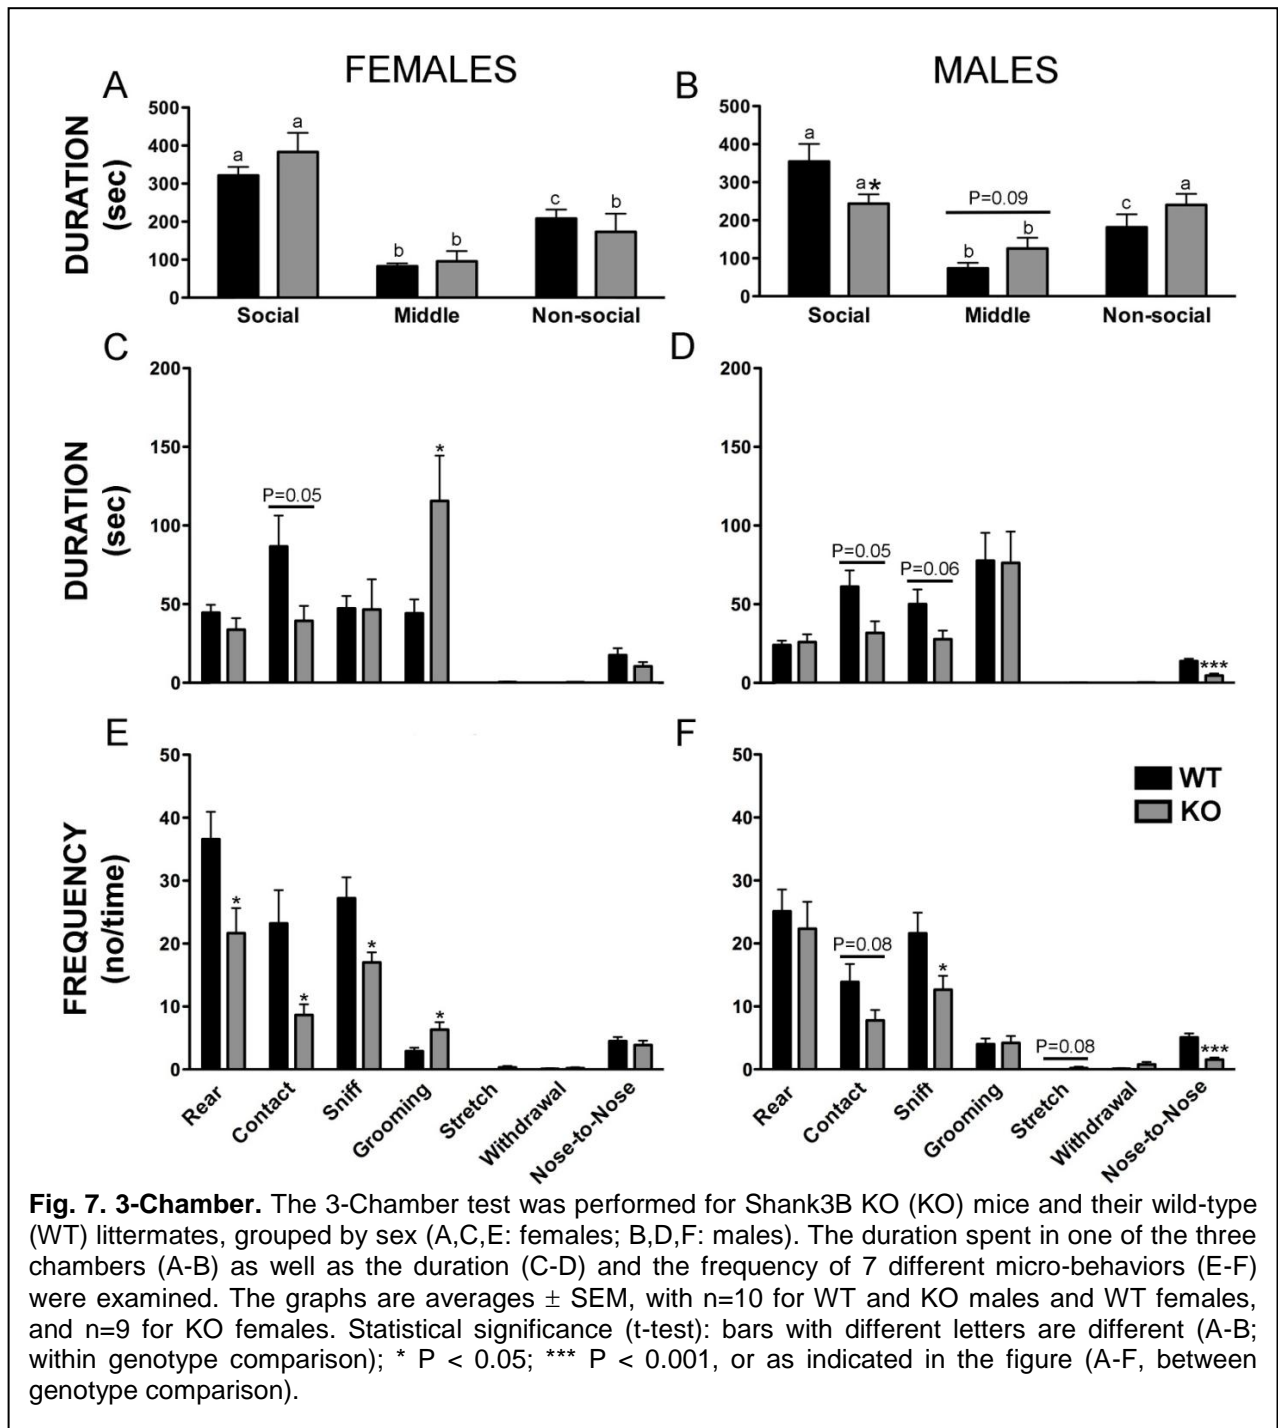 FEMALES
MALES
A
B
DURATION
(sec)
500
400
300
200
100
0
a
a
b
b
c
b
Social
Middle
Non-social
500
400
300
200
100
0
a
a*
P=0.09
b
b
c
a
Social
Middle
Non-social
C
D
DURATION
(sec)
200
150
100
50
0
P=0.05
*
200
150
100
50
0
P=0.05
P=0.06
***
E
F
FREQUENCY
(no/time)
50
40
30
20
10
0
*
*
*
*
Rear
Contact
Sniff
Grooming
Stretch
Withdrawal
Nose-to-Nose
50
40
30
20
10
0
P=0.08
*
P=0.08
***
WT
KO
Rear
Contact
Sniff
Grooming
Stretch
Withdrawal
Nose-to-Nose
Fig. 7. 3-Chamber. The 3-Chamber test was performed for Shank3B KO (KO) mice and their wild-type
(WT) littermates, grouped by sex (A,C,E: females; B,D,F: males). The duration spent in one of the three
chambers (A-B) as well as the duration (C-D) and the frequency of 7 different micro-behaviors (E-F)
were examined. The graphs are averages ± SEM, with n=10 for WT and KO males and WT females,
and n=9 for KO females. Statistical significance (t-test): bars with different letters are different (A-B;
within genotype comparison); * P < 0.05; *** P < 0.001, or as indicated in the figure (A-F, between
genotype comparison).